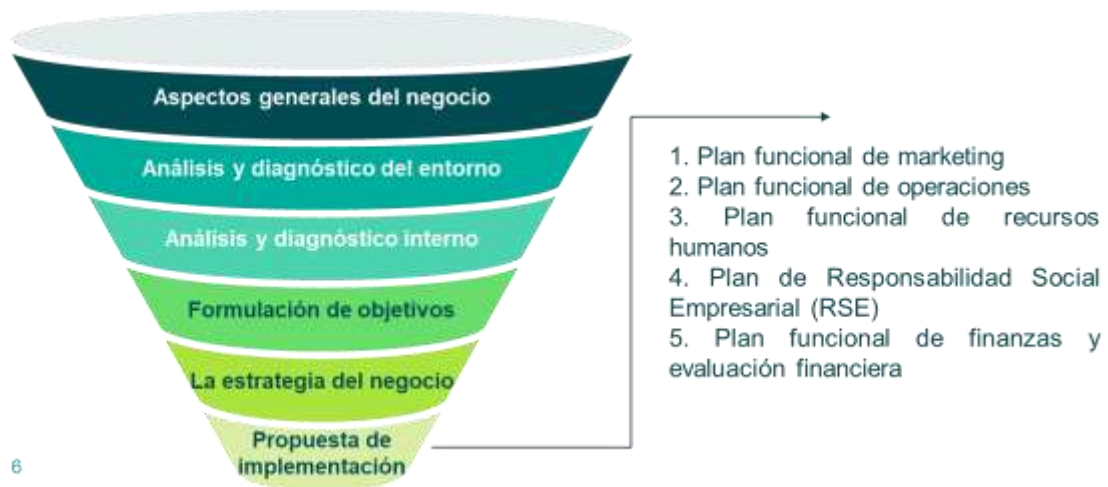 Aspectos generales del negocio
Análisis y diagnóstico del entorno
Análisis y diagnóstico interno
Formulación de objetivos
La estrategia del negocio
Propuesta de
implementación
1. Plan funcional de marketing
2. Plan funcional de operaciones
3. Plan funcional de recursos
humanos
4. Plan de Responsabilidad Social
Empresarial (RSE)
5. Plan funcional de finanzas y
evaluación financiera
6